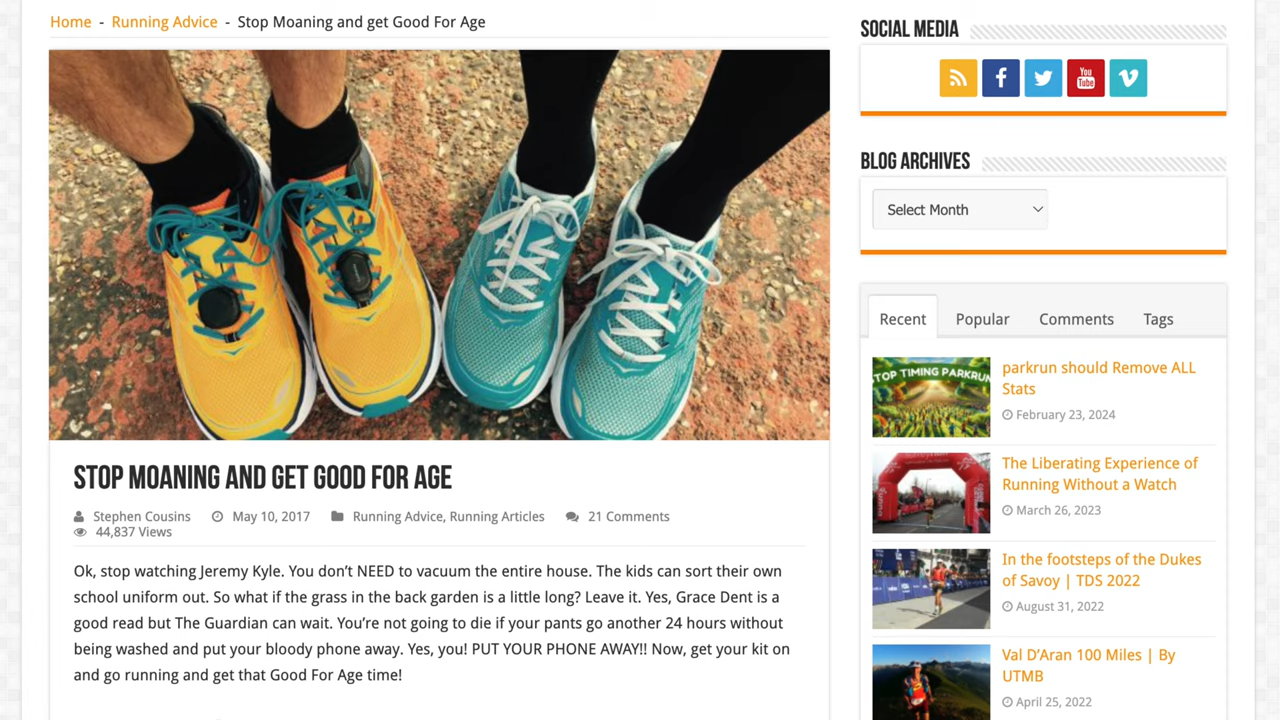 Home - Running Advice - Stop Moaning and get Good For Age
STOP MOANING AND GET GOOD FOR AGE
Stephen Cousins May 10, 2017 Running Advice, Running Articles 21 Comments
44,837 Views
Ok, stop watching Jeremy Kyle. You don’t NEED to vacuum the entire house. The kids can sort their own
school uniform out. So what if the grass in the back garden is a little long? Leave it. Yes, Grace Dent is a
good read but The Guardian can wait. You’re not going to die if your pants go another 24 hours without
being washed and put your bloody phone away. Yes, you! PUT YOUR PHONE AWAY!! Now, get your kit on
and go running and get that Good For Age time!
SOCIAL MEDIA
You
Tube
BLOG ARCHIVES
Select Month
Recent Popular Comments Tags
TOP TIMING PARKRUN
parkrun should Remove ALL
Stats
February 23, 2024
The Liberating Experience of
Running Without a Watch
March 26, 2023
In the footsteps of the Dukes
of Savoy | TDS 2022
August 31, 2022
Val D’Aran 100 Miles | By
UTMB
April 25, 2022